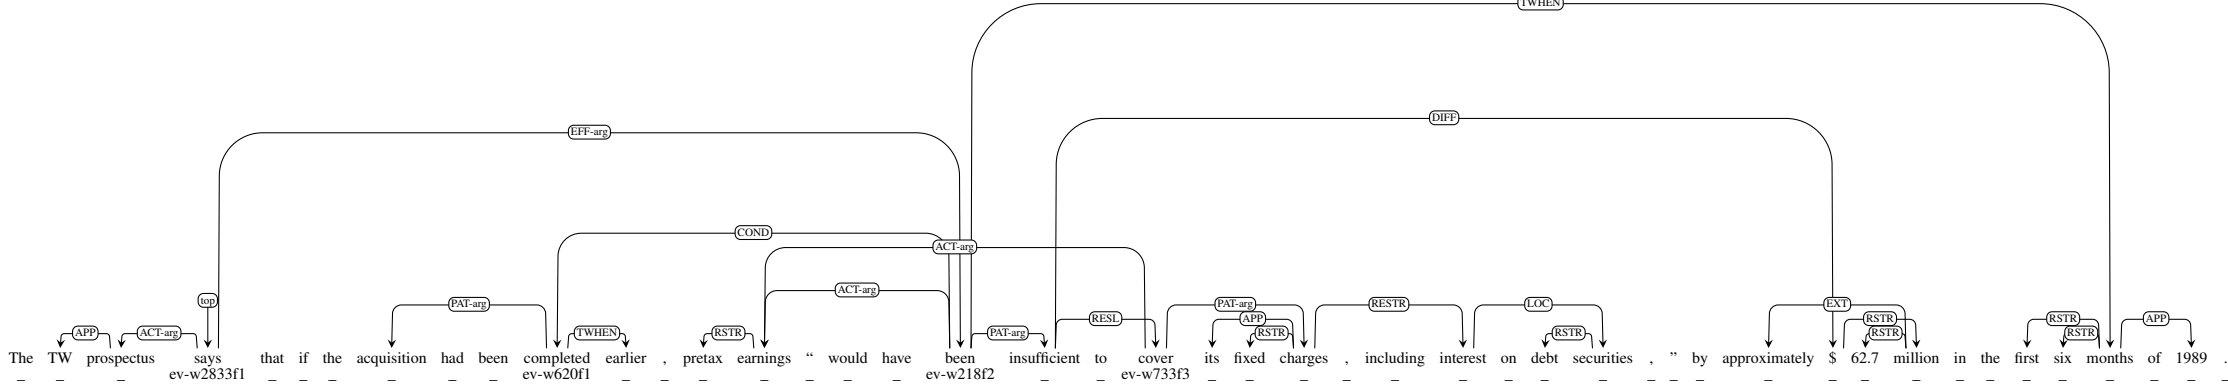 TWHEN
DIFF
EFF-arg
COND
ACT-arg
ACT-arg
top PAT-arg PAT-arg RESTR LOC EXT
RESL APP RSTR RSTR APP
APP ACT-arg TWHEN RSTR PAT-arg RSTR RSTR RSTR RSTR
The TW prospectus says that if the acquisition had been completed earlier , pretax earnings “ would have been insufficient to cover its fixed charges , including interest on debt securities , ” by approximately $ 62.7 million in the first six months of 1989 .
ev-w2833f1 ev-w620f1 ev-w218f2 ev-w733f3